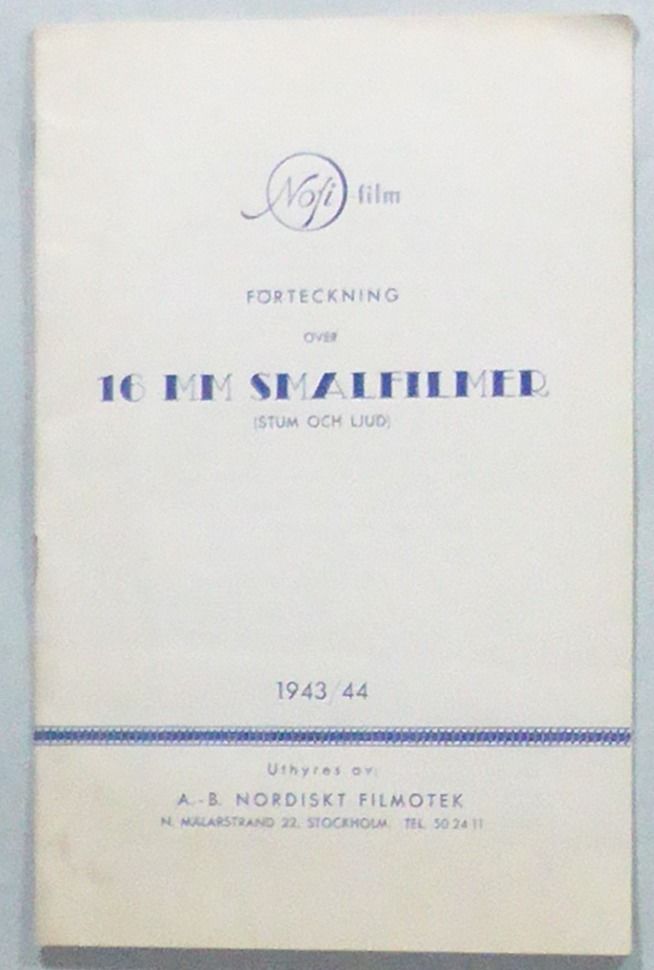 Nofi-film
FÖRTECKNING
ÖVER
16 MM SMALFILMER
(STUM OCH LJUD)
1943/44
Uthyres av:
A.-B. NORDISKT FILMOTEK
N. MÄLARSTRAND 22, STOCKHOLM. TEL. 50 24 11